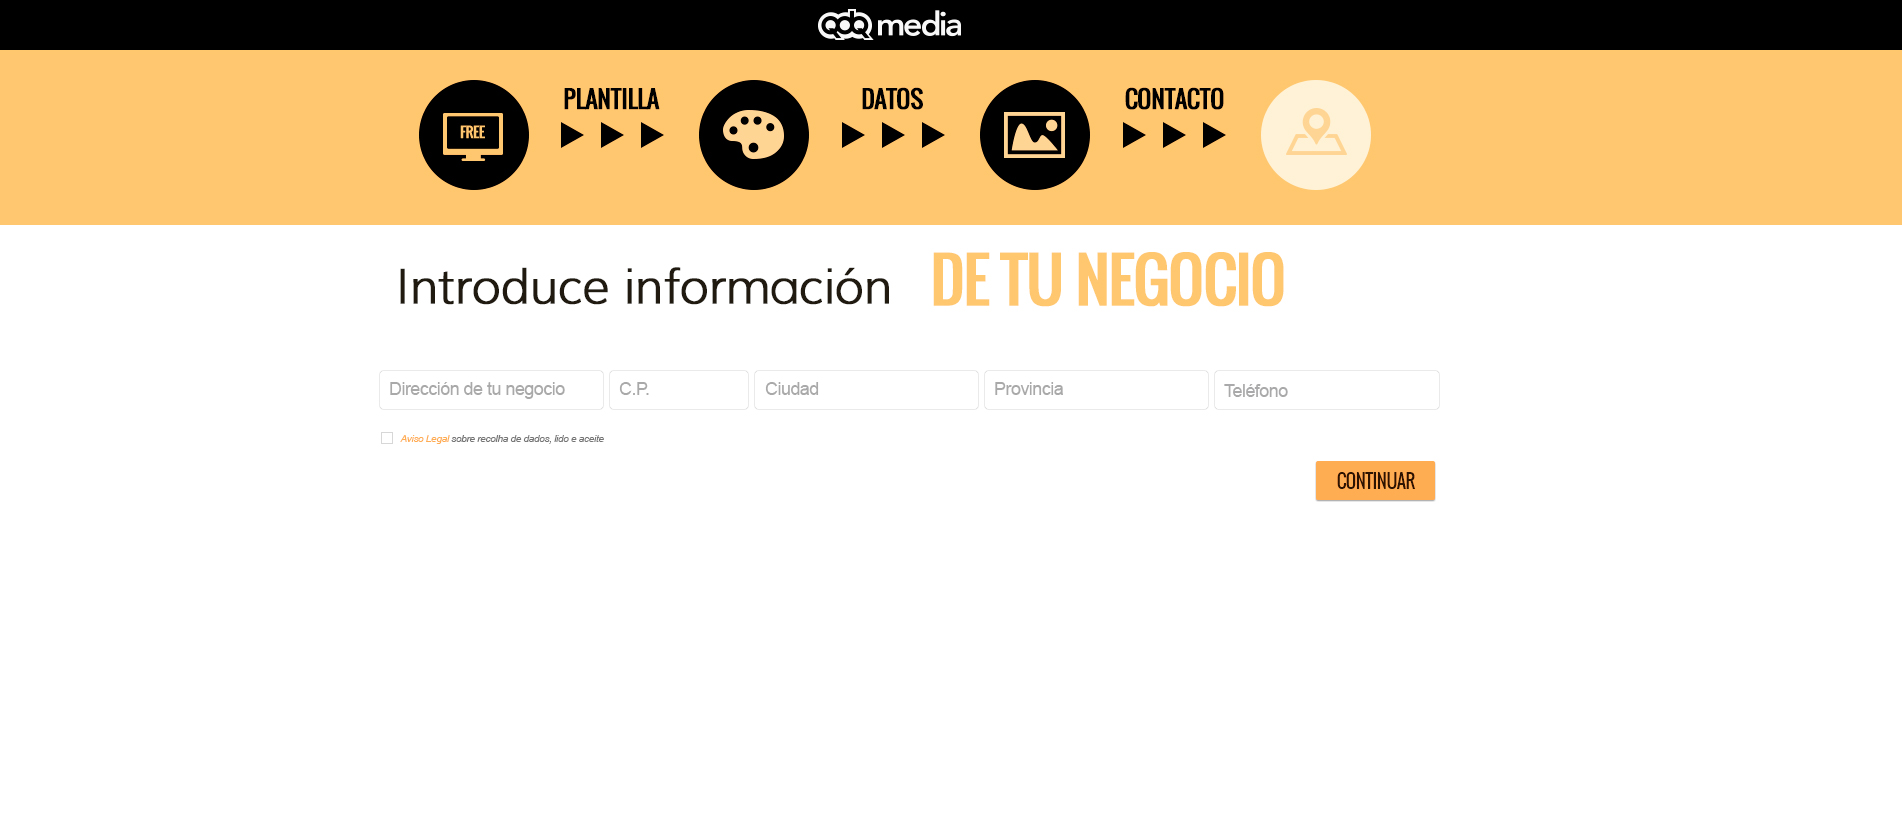 QDQ media
FREE
PLANTILLA
DATOS
CONTACTO
Introduce información DE TU NEGOCIO
Dirección de tu negocio
C.P.
Ciudad
Provincia
Teléfono
Aviso Legal sobre recolha de dados, lido e aceite
CONTINUAR